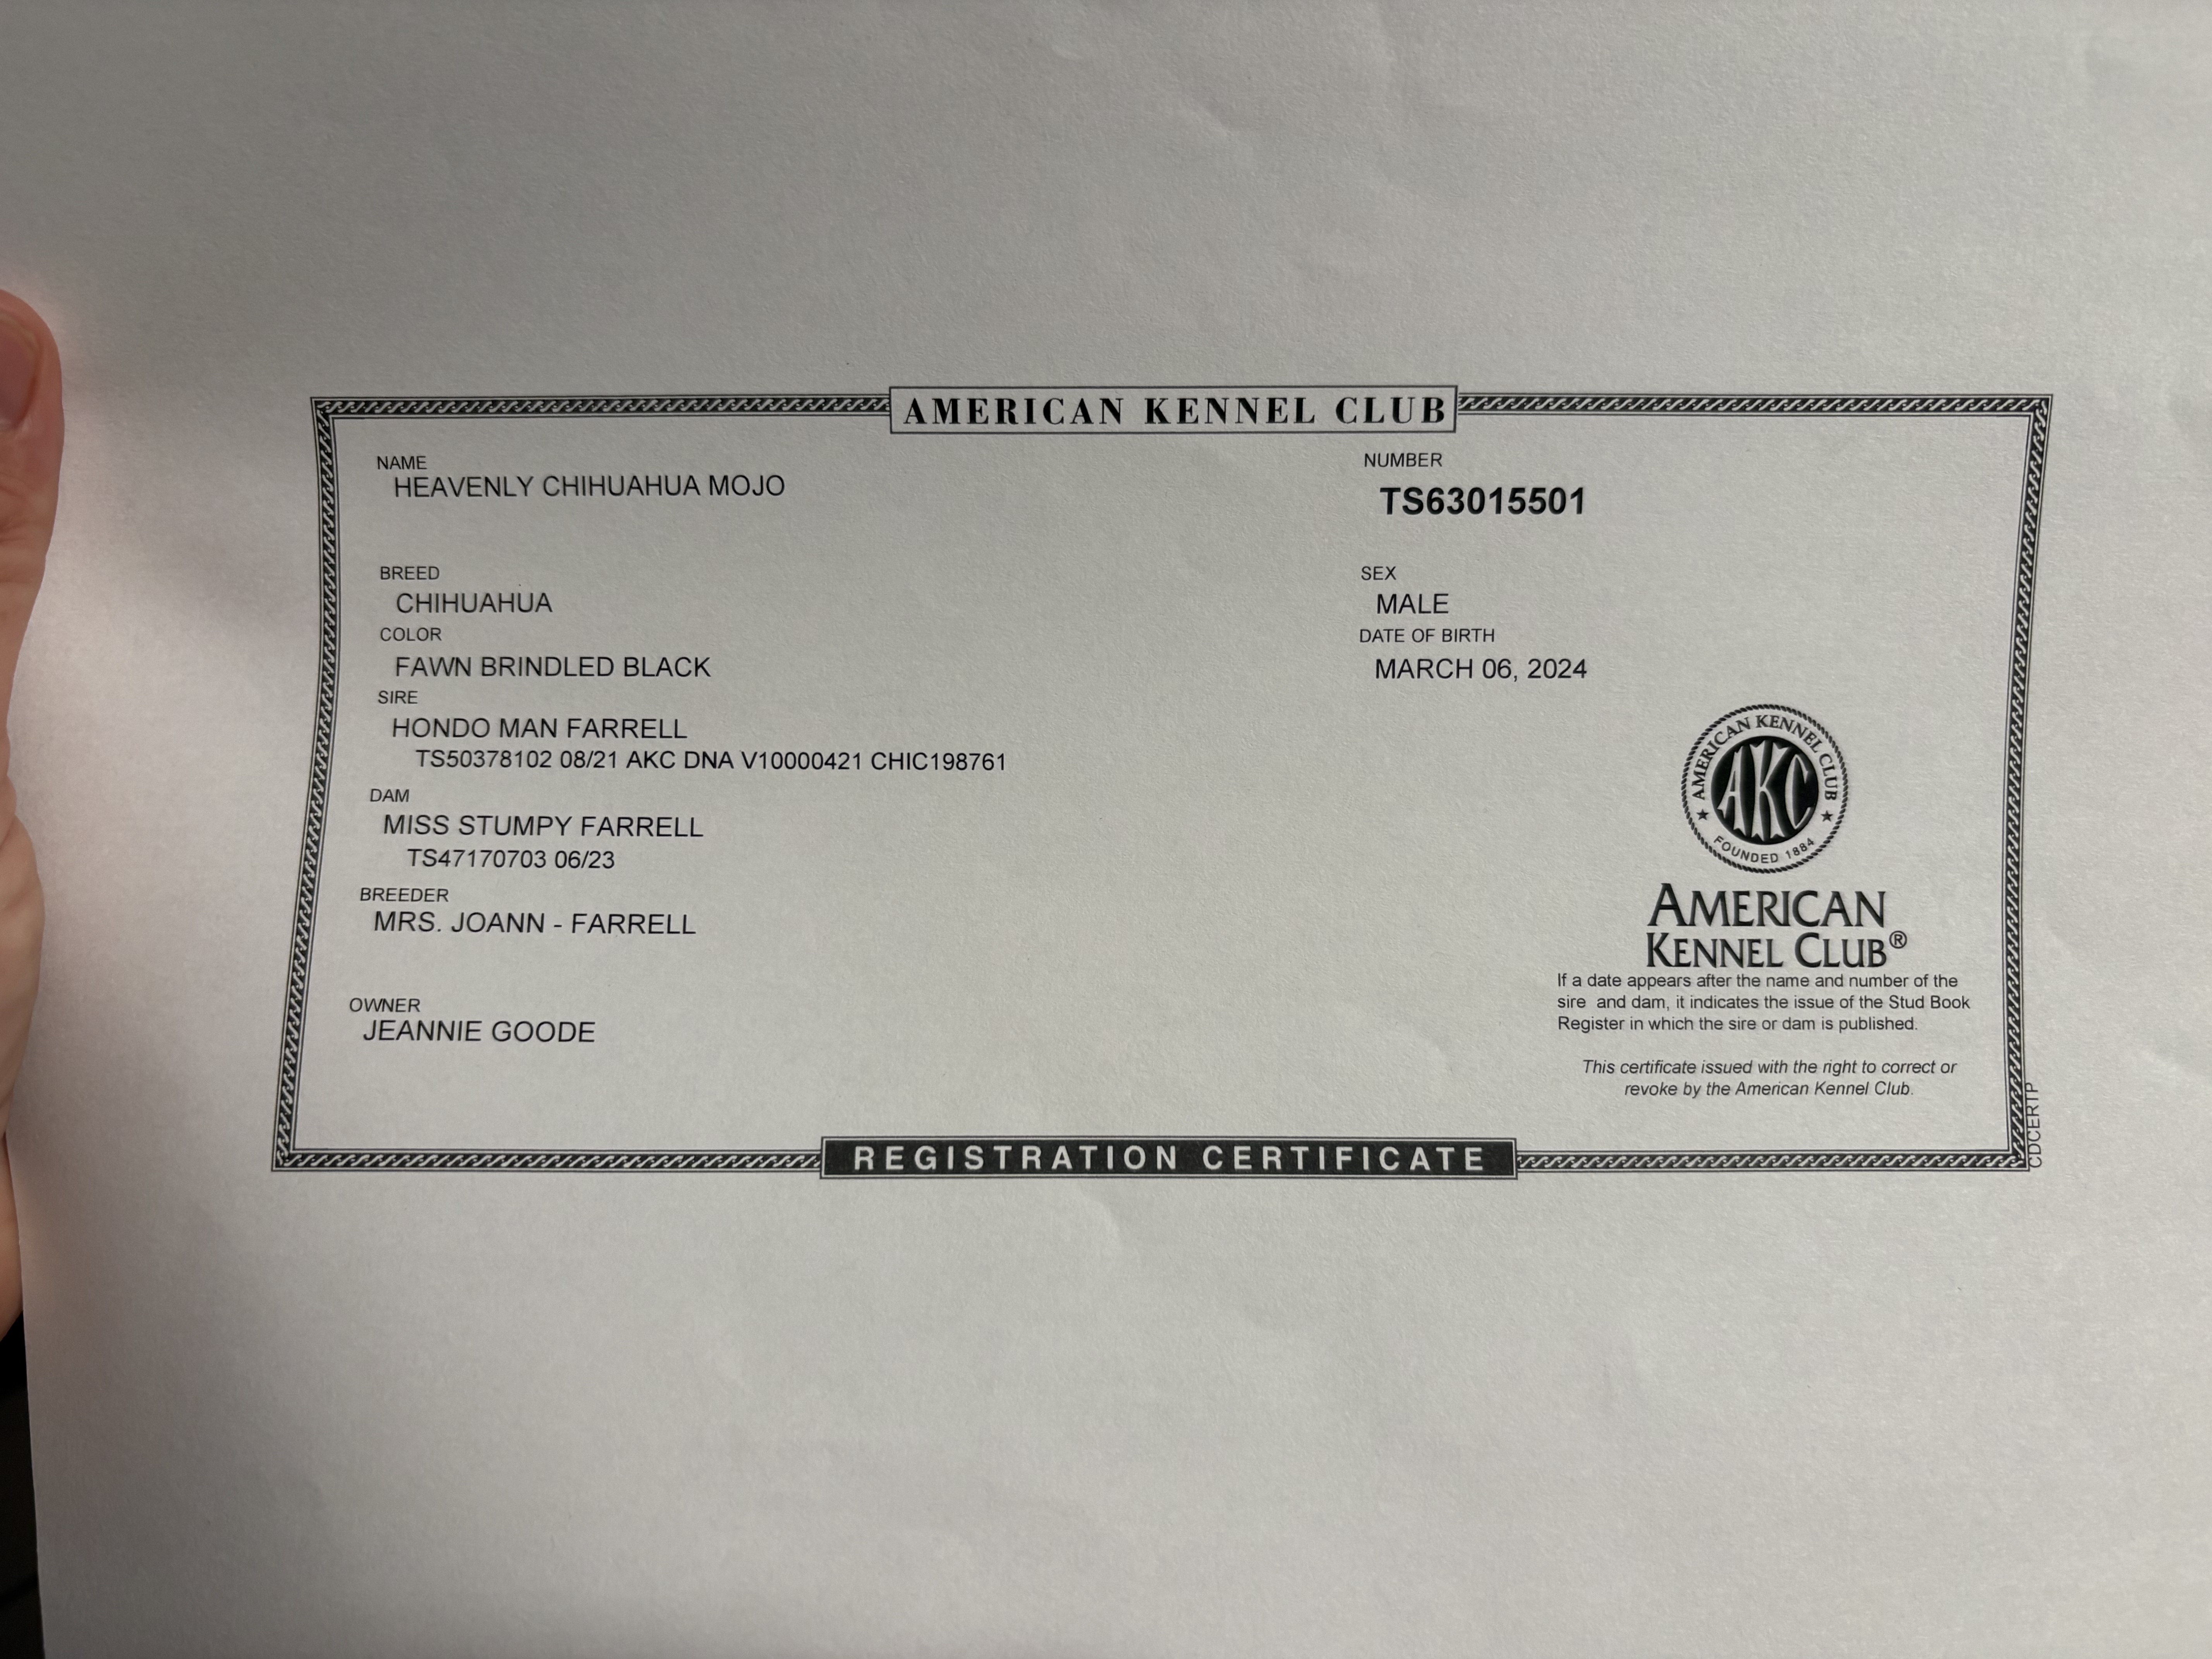 AMERICAN KENNEL CLUB
NAME
HEAVENLY CHIHUAHUA MOJO
NUMBER
TS63015501
BREED
CHIHUAHUA
SEX
MALE
COLOR
FAWN BRINDLED BLACK
DATE OF BIRTH
MARCH 06, 2024
SIRE
HONDO MAN FARRELL
TS50378102 08/21 AKC DNA V10000421 CHIC198761
DAM
MISS STUMPY FARRELL
TS47170703 06/23
BREEDER
MRS. JOANN - FARRELL
OWNER
JEANNIE GOODE
AMERICAN KENNEL CLUB
AKC
FOUNDED 1884
AMERICAN
KENNEL CLUB®
If a date appears after the name and number of the
sire and dam, it indicates the issue of the Stud Book
Register in which the sire or dam is published.
This certificate issued with the right to correct or
revoke by the American Kennel Club.
CDCERTP
REGISTRATION CERTIFICATE